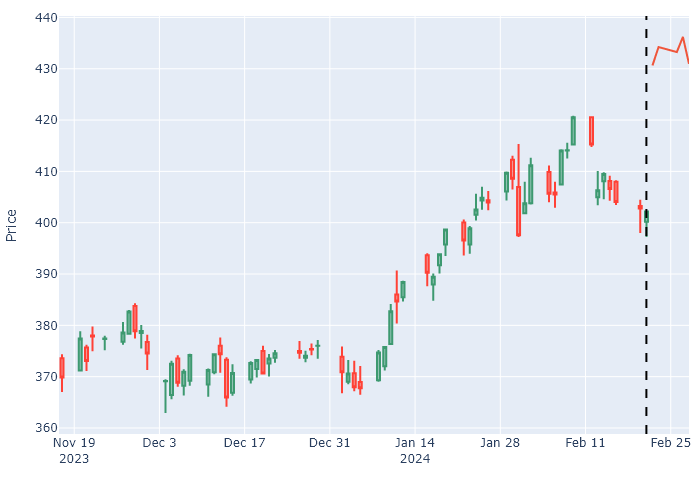 440
430
420
410
400
390
380
370
360
Price
Nov 19
2023
Dec 3
Dec 17
Dec 31
Jan 14
2024
Jan 28
Feb 11
Feb 25